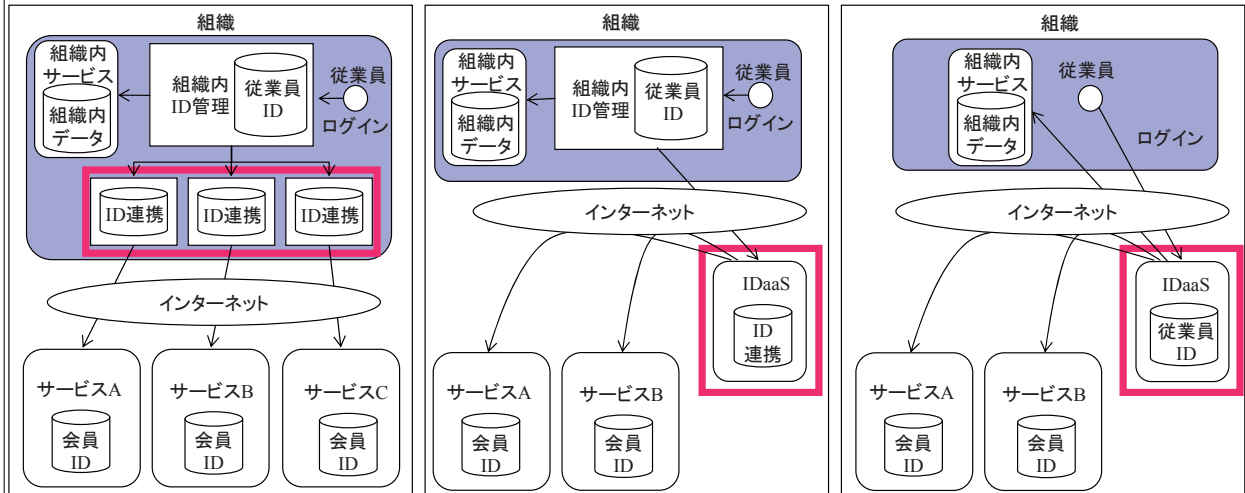 組織
組織内
サービス
組織内
データ
組織内
ID管理
従業員
ID
従業員
ログイン
ID連携
ID連携
ID連携
インターネット
サービスA
会員
ID
サービスB
会員
ID
サービスC
会員
ID
組織
組織内
サービス
組織内
データ
組織内
ID管理
従業員
ID
従業員
ログイン
インターネット
IDaaS
ID
連携
サービスA
会員
ID
サービスB
会員
ID
組織
組織内
サービス
組織内
データ
従業員
ログイン
インターネット
IDaaS
従業員
ID
サービスA
会員
ID
サービスB
会員
ID